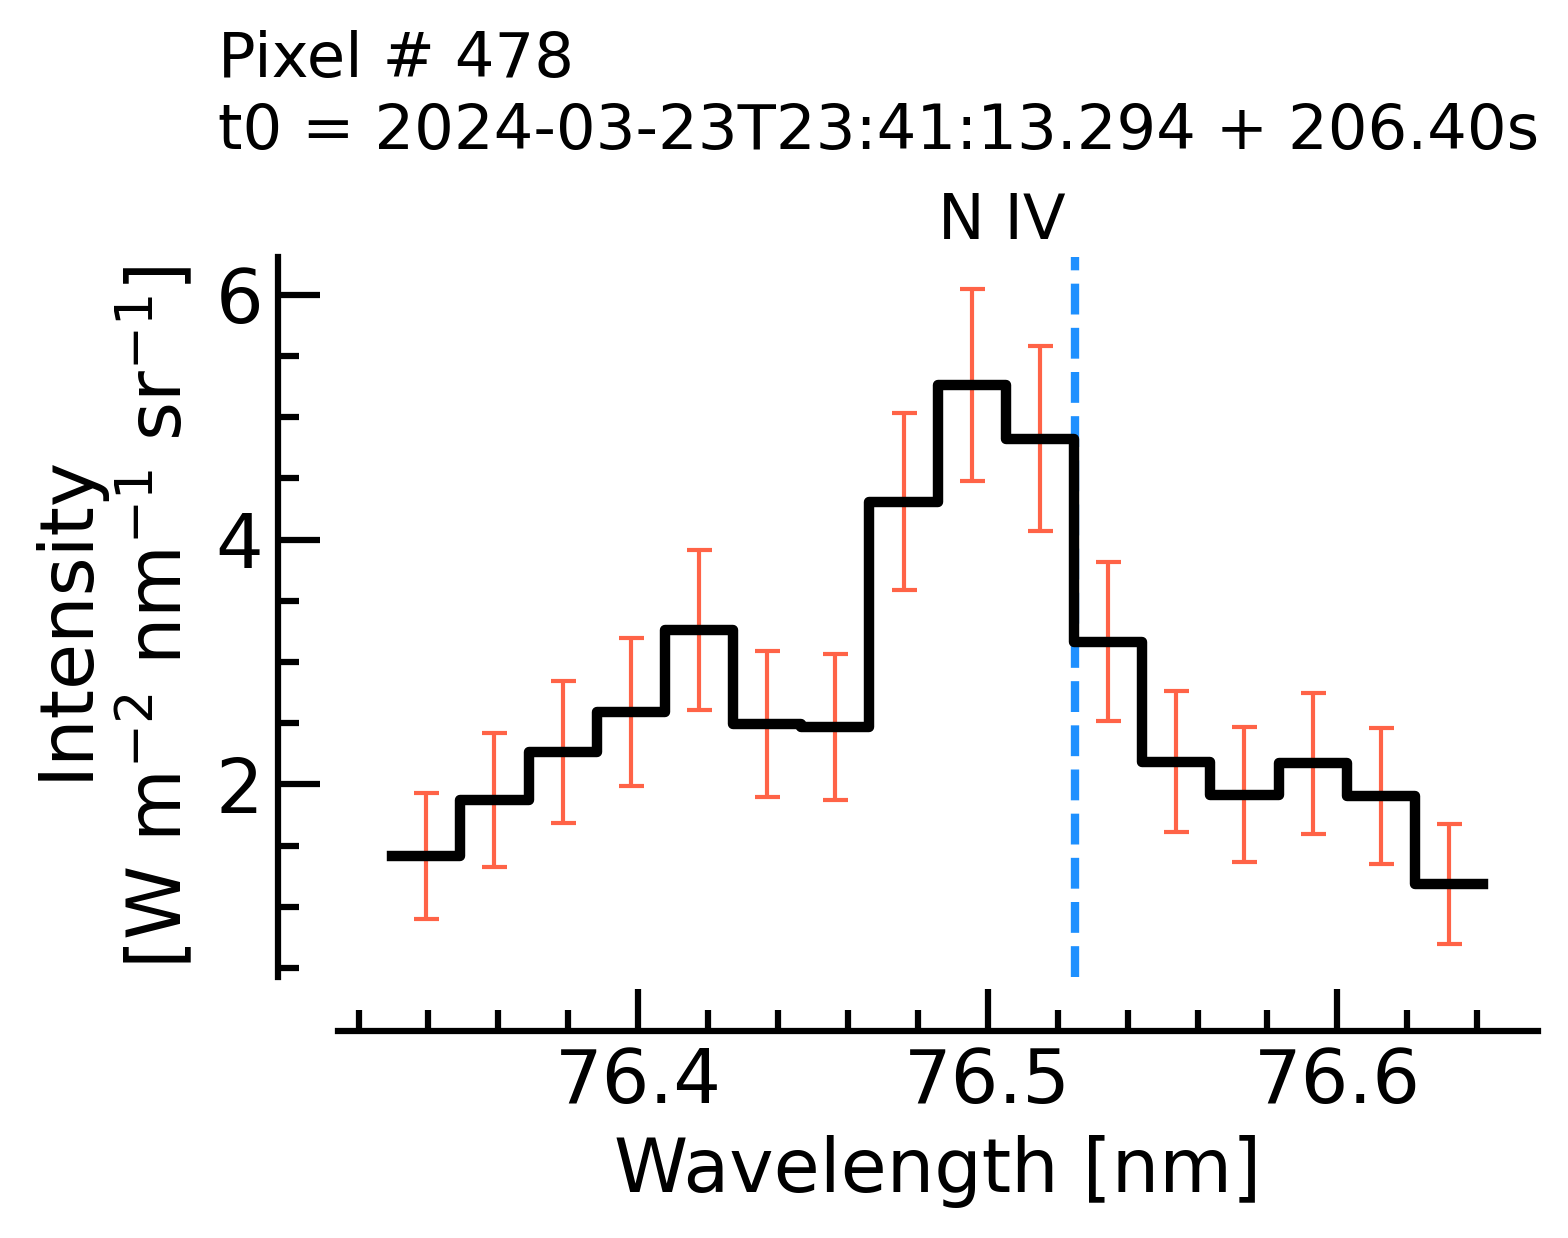 Pixel # 478
t0 = 2024-03-23T23:41:13.294 + 206.40s
N IV
Intensity
[W m⁻² nm⁻¹ sr⁻¹]
6
4
2
76.4 76.5 76.6
Wavelength [nm]